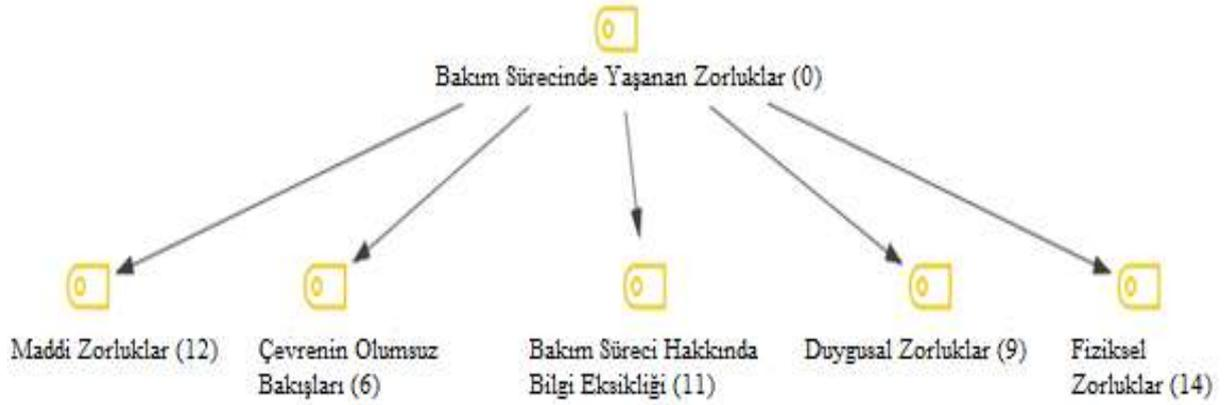 Bakım Sürecinde Yaşanan Zorluklar (0)
Maddi Zorluklar (12)
Çevrenin Olumsuz
Bakışları (6)
Bakım Süreci Hakkında
Bilgi Eksikliği (11)
Duygusal Zorluklar (9)
Fiziksel
Zorluklar (14)